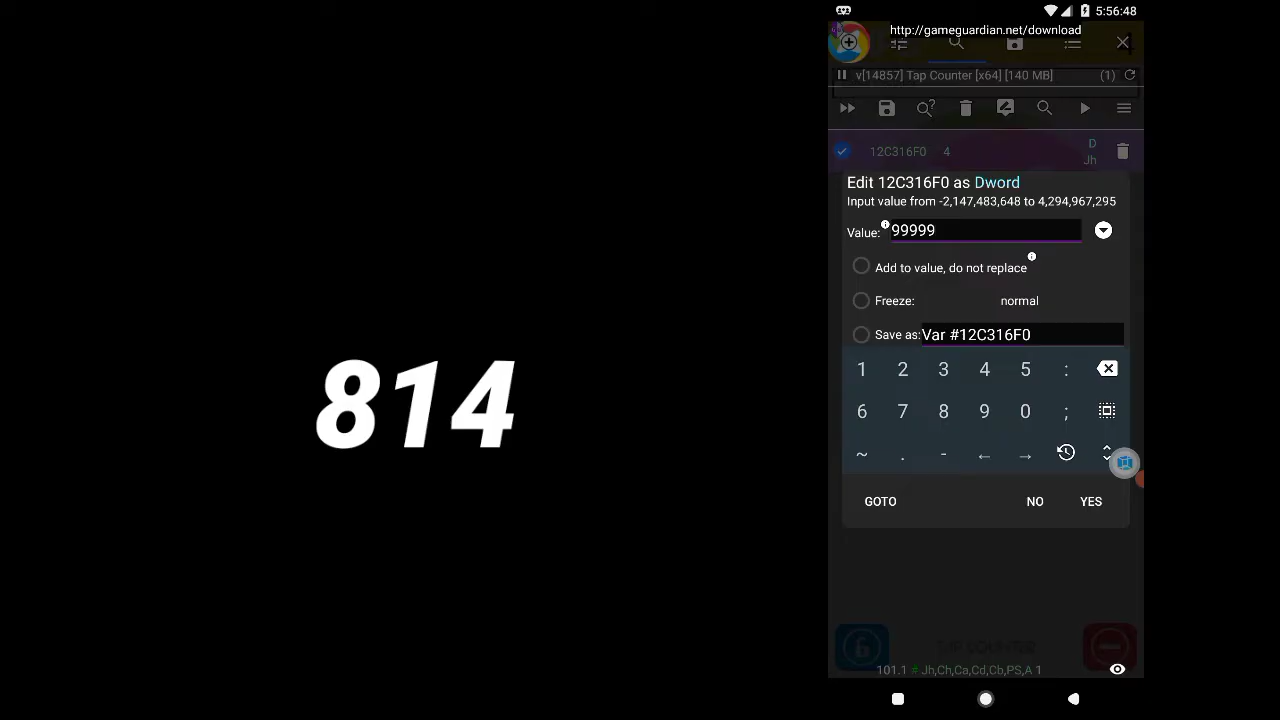 814
5:56:48
http://gameguardian.net/download
v[14857] Tap Counter [x64] [140 MB] (1)
12C316F0 4 D
Jh
Edit 12C316F0 as Dword
Input value from -2,147,483,648 to 4,294,967,295
Value: 99999
Add to value, do not replace
Freeze: normal
Save as: Var #12C316F0
1 2 3 4 5 :
6 7 8 9 0 ;
~ . - ← →
GOTO NO YES
TAP COUNTER
101.1 # Jh,Ch,Ca,Cd,Cb,PS,A 1